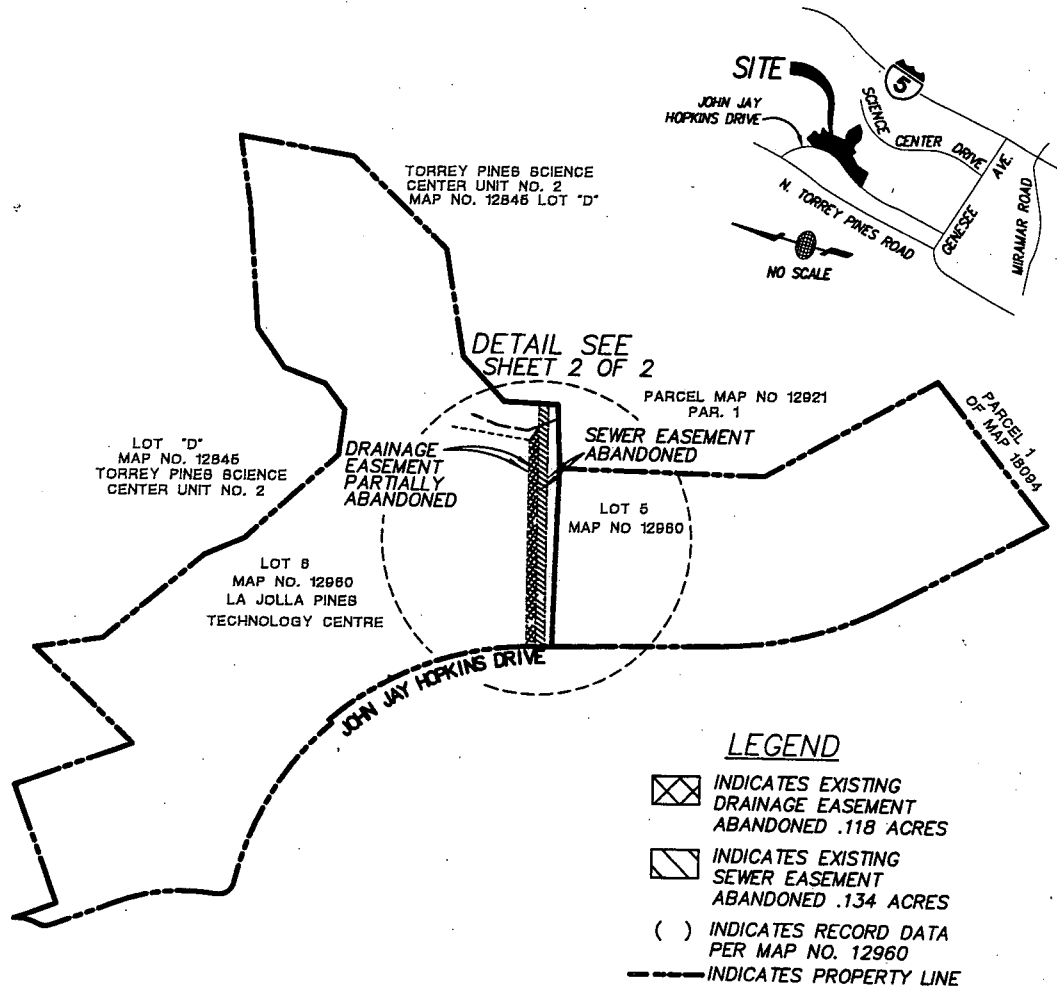 SITE
5
JOHN JAY
HOPKINS DRIVE
SCIENCE
CENTER DRIVE
AVE.
GENESEE
MIRAMAR ROAD
N. TORREY PINES ROAD
NO SCALE
TORREY PINES SCIENCE
CENTER UNIT NO. 2
MAP NO. 12845 LOT "D"
DETAIL SEE
SHEET 2 OF 2
PARCEL MAP NO 12921
PAR. 1
PARCEL 1
OF MAP 18094
SEWER EASEMENT
ABANDONED
DRAINAGE
EASEMENT
PARTIALLY
ABANDONED
LOT "D"
MAP NO. 12845
TORREY PINES SCIENCE
CENTER UNIT NO. 2
LOT 5
MAP NO 12960
LOT 6
MAP NO. 12960
LA JOLLA PINES
TECHNOLOGY CENTRE
JOHN JAY HOPKINS DRIVE
LEGEND
INDICATES EXISTING
DRAINAGE EASEMENT
ABANDONED .118 ACRES
INDICATES EXISTING
SEWER EASEMENT
ABANDONED .134 ACRES
( ) INDICATES RECORD DATA
PER MAP NO. 12960
INDICATES PROPERTY LINE